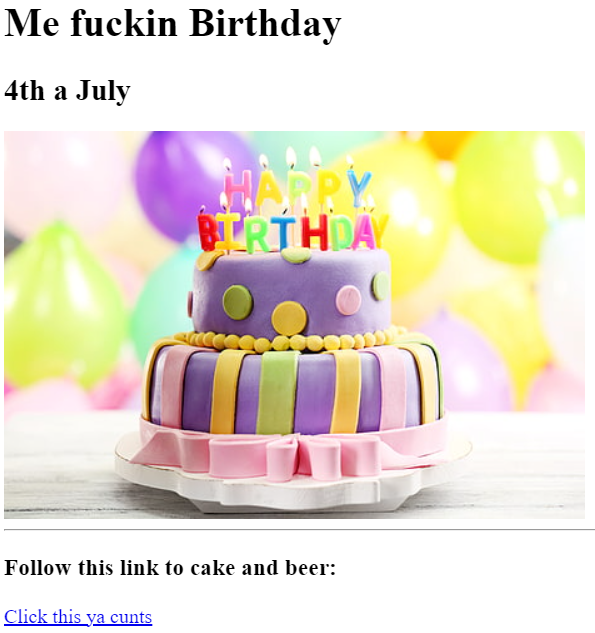 Me fuckin Birthday
4th a July
HAPPY
BIRTHDAY
Follow this link to cake and beer:
Click this ya cunts